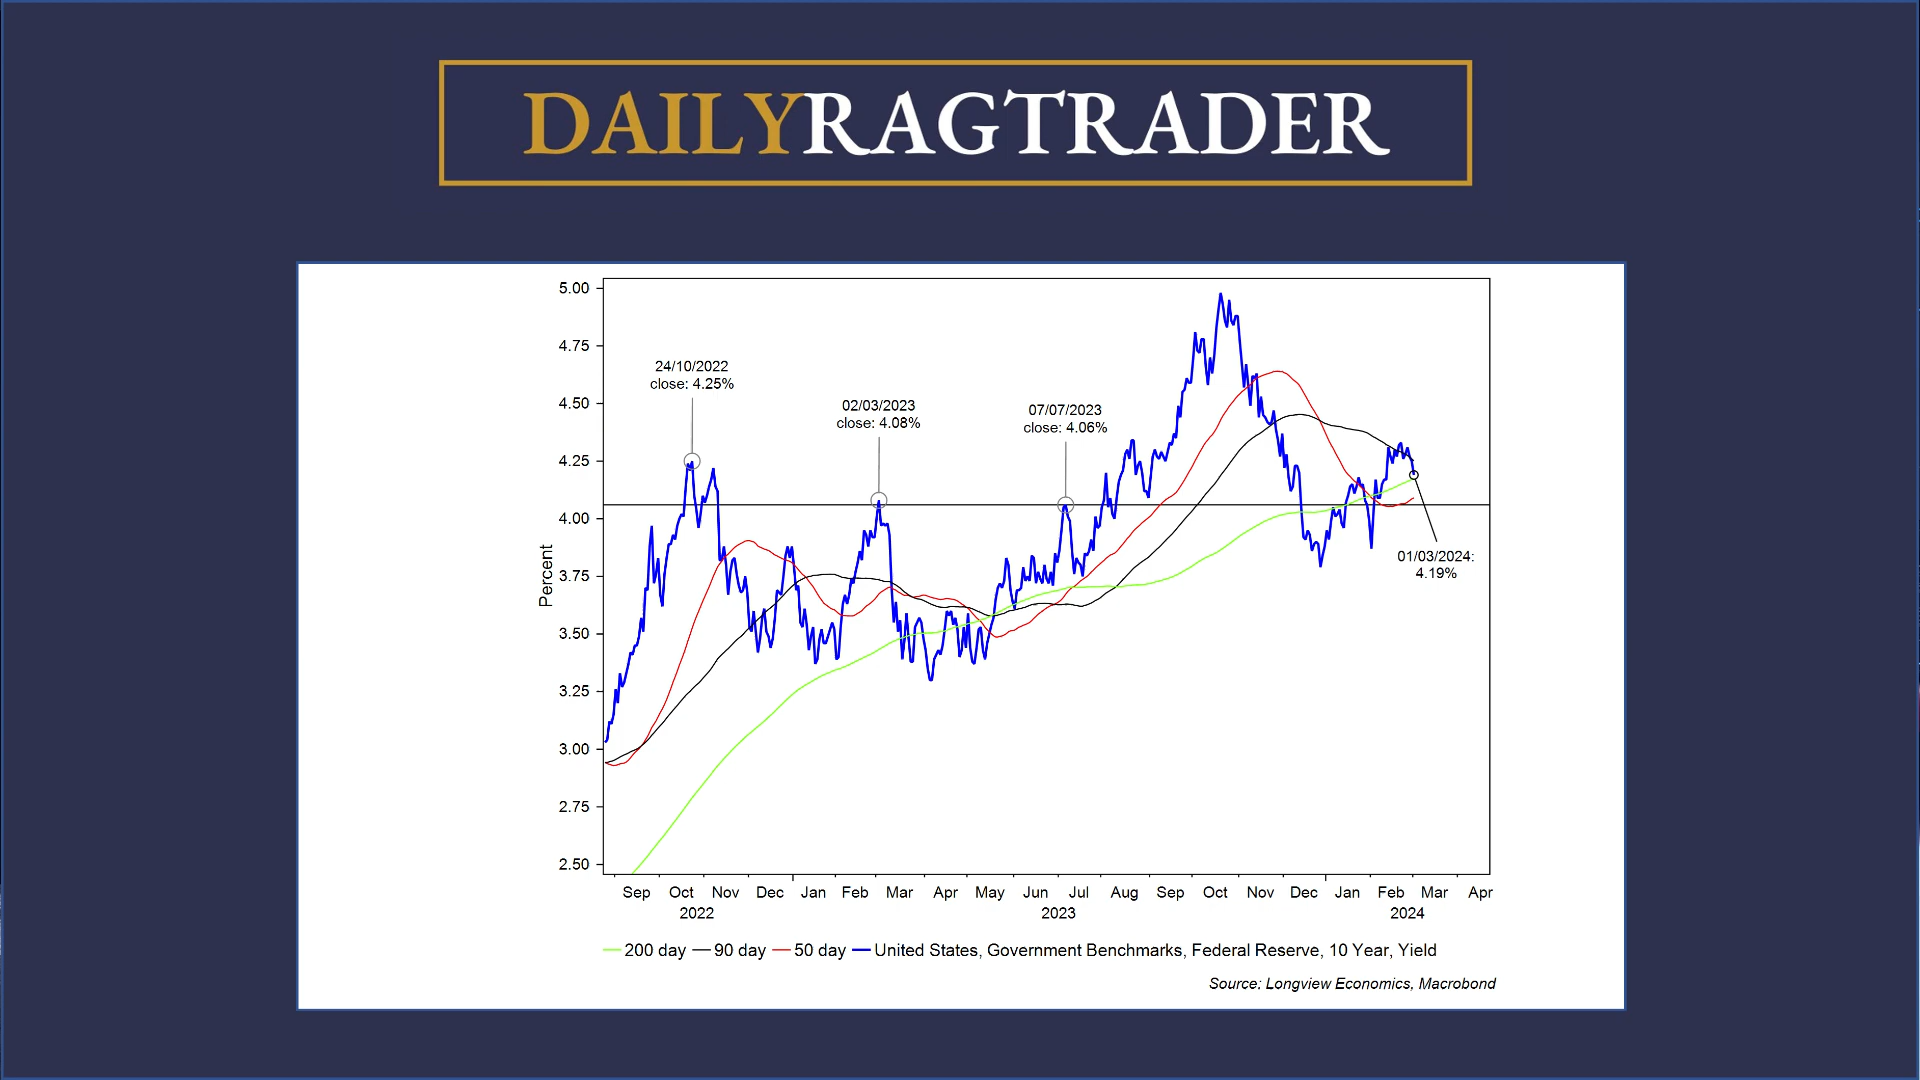 DAILYRAGTRADER
5.00
4.75
4.50
4.25
4.00
3.75
3.50
3.25
3.00
2.75
2.50
Percent
24/10/2022
close: 4.25%
02/03/2023
close: 4.08%
07/07/2023
close: 4.06%
01/03/2024:
4.19%
Sep Oct Nov Dec Jan Feb Mar Apr May Jun Jul Aug Sep Oct Nov Dec Jan Feb Mar Apr
2022 2023 2024
200 day 90 day 50 day United States, Government Benchmarks, Federal Reserve, 10 Year, Yield
Source: Longview Economics, Macrobond